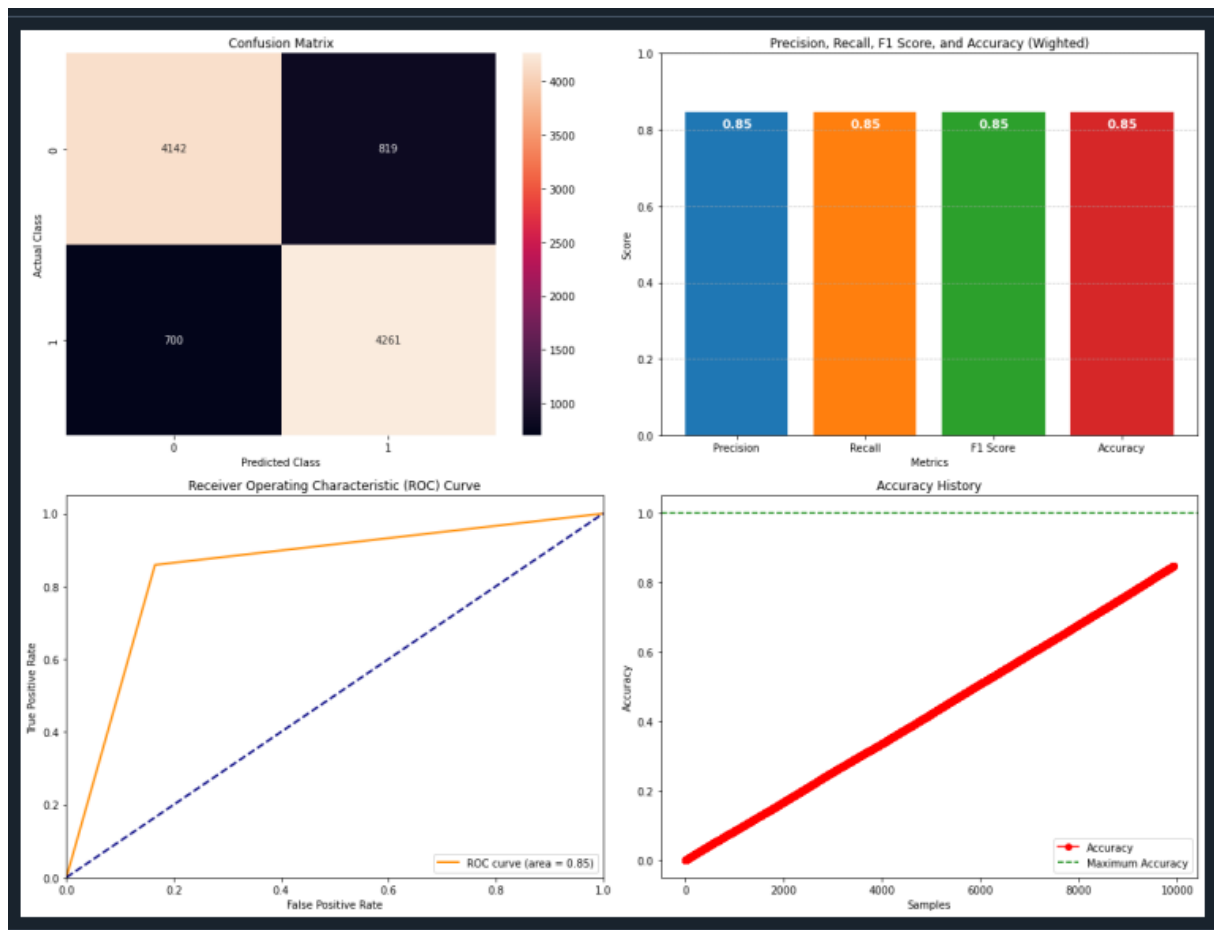 Confusion Matrix
4142
819
700
4261
0
1
Actual Class
0
1
Predicted Class
4000
3500
3000
2500
2000
1500
1000
Precision, Recall, F1 Score, and Accuracy (Wighted)
1.0
0.8
0.6
0.4
0.2
0.0
Score
0.85
0.85
0.85
0.85
Precision
Recall
F1 Score
Accuracy
Metrics
Receiver Operating Characteristic (ROC) Curve
1.0
0.8
0.6
0.4
0.2
0.0
True Positive Rate
ROC curve (area = 0.85)
0.0
0.2
0.4
0.6
0.8
1.0
False Positive Rate
Accuracy History
1.0
0.8
0.6
0.4
0.2
0.0
Accuracy
Accuracy
Maximum Accuracy
0
2000
4000
6000
8000
10000
Samples